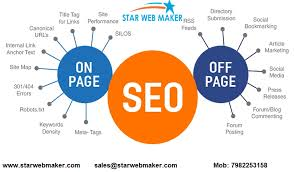 STAR WEB MAKER
Title Tag
for Links
Site
Performance
Canonical
URL's
SILOS
Internal Link
Anchor Text
Site Map
301/404
Errors
Robots.txt
Keywords
Density
Meta- Tags
ON
PAGE
SEO
OFF
PAGE
RSS
Feeds
Directory
Submission
Social
Bookmarking
Article
Marketing
Social
Media
Press
Releases
Forum/Blog
Commenting
Forum
Posting
www.starwebmaker.com
sales@starwebmaker.com
Mob: 7982253158